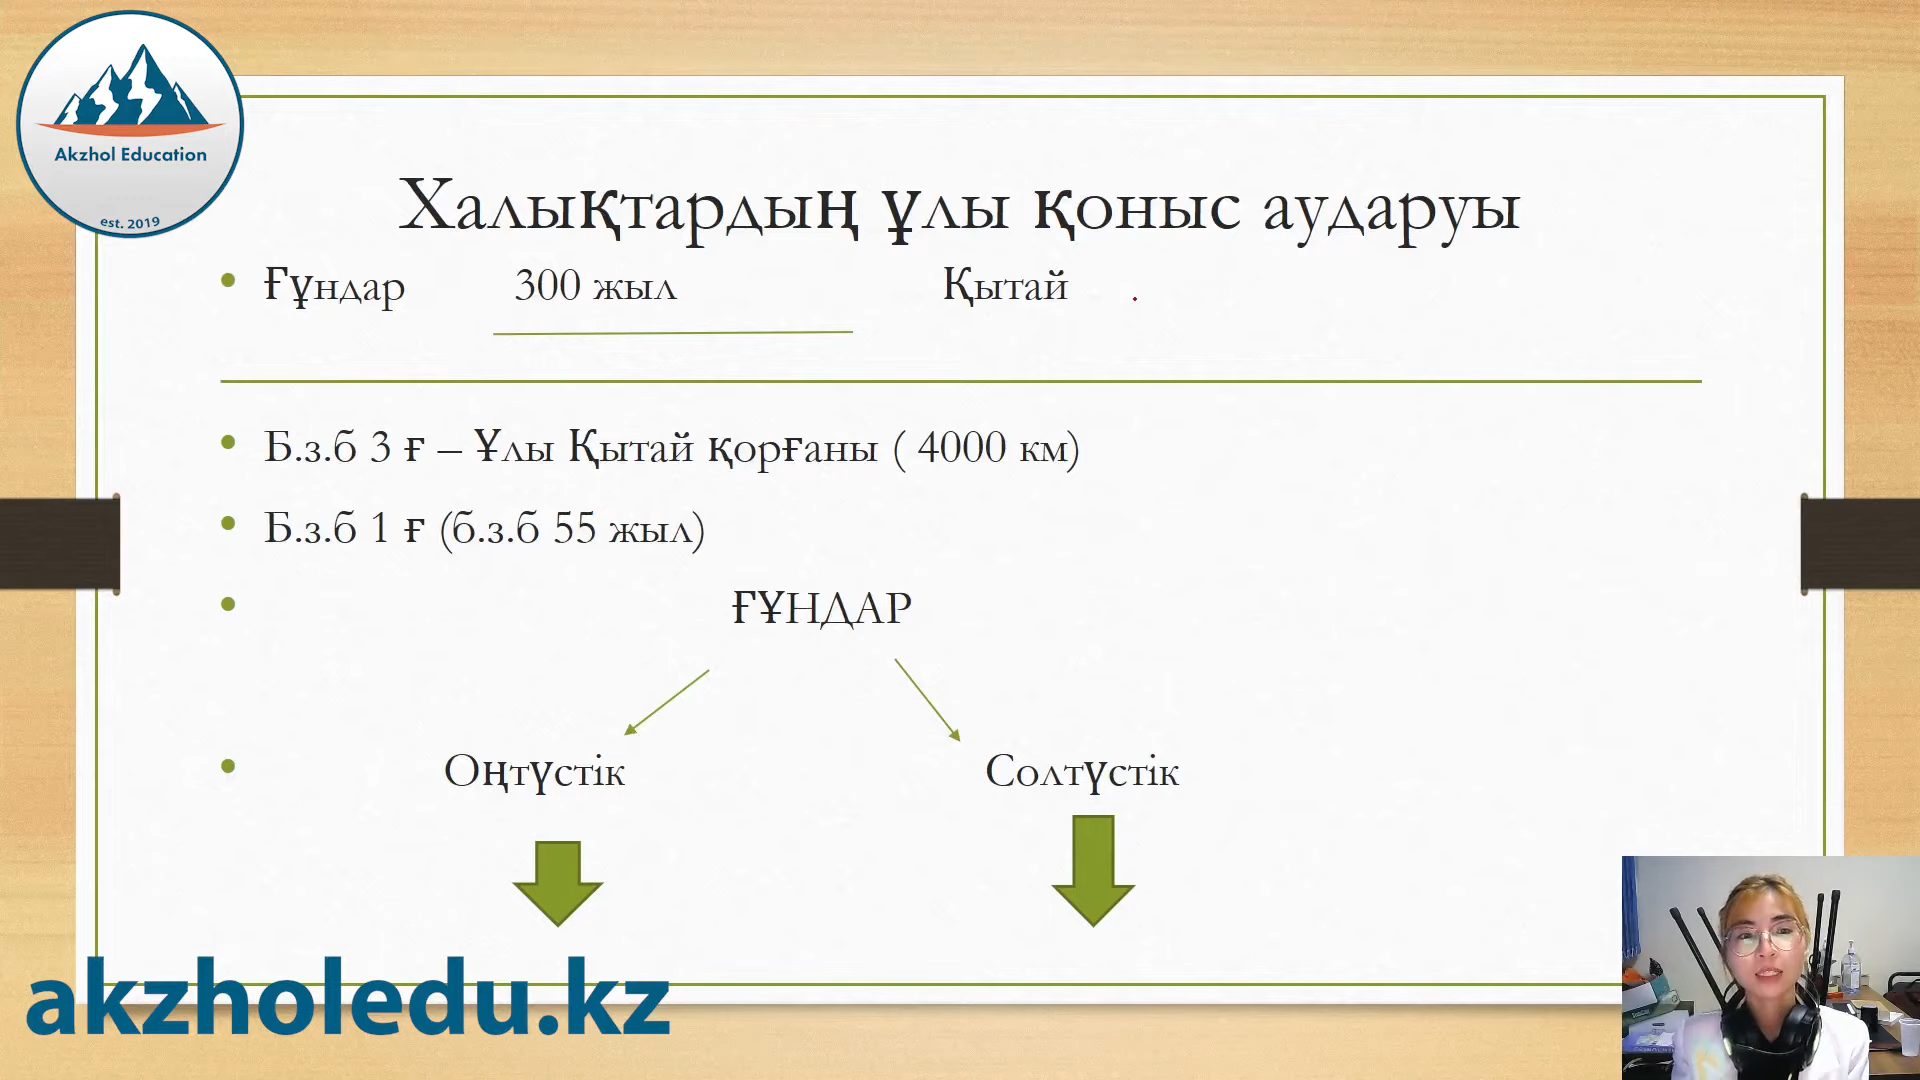 Akzhol Education
est. 2019
Халықтардың ұлы қоныс аударуы
Ғұндар 300 жыл Қытай
Б.з.б 3 ғ – Ұлы Қытай қорғаны ( 4000 км)
Б.з.б 1 ғ (б.з.б 55 жыл)
ҒҰНДАР
Оңтүстік Солтүстік
akzholedu.kz